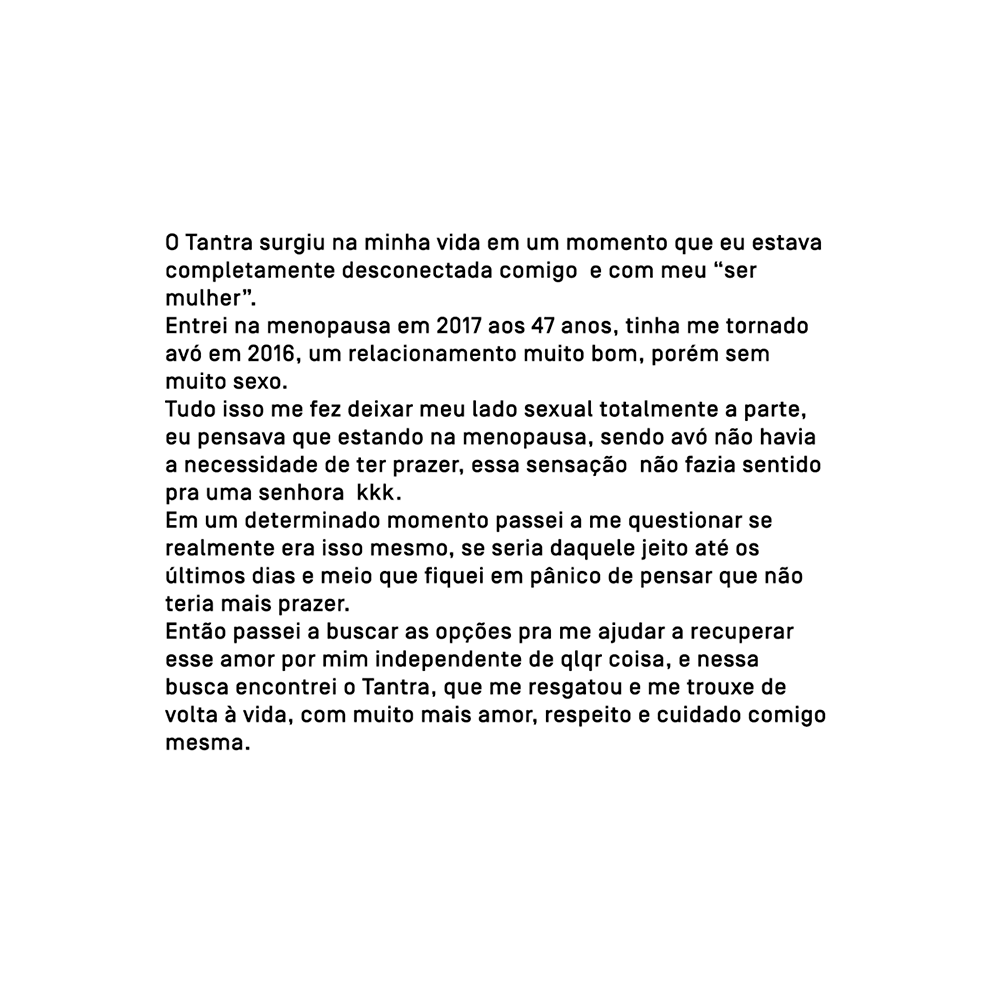 O Tantra surgiu na minha vida em um momento que eu estava
completamente desconectada comigo  e com meu “ser
mulher”.
Entrei na menopausa em 2017 aos 47 anos, tinha me tornado
avó em 2016, um relacionamento muito bom, porém sem
muito sexo.
Tudo isso me fez deixar meu lado sexual totalmente a parte,
eu pensava que estando na menopausa, sendo avó não havia
a necessidade de ter prazer, essa sensação  não fazia sentido
pra uma senhora  kkk.
Em um determinado momento passei a me questionar se
realmente era isso mesmo, se seria daquele jeito até os
últimos dias e meio que fiquei em pânico de pensar que não
teria mais prazer.
Então passei a buscar as opções pra me ajudar a recuperar
esse amor por mim independente de qlqr coisa, e nessa
busca encontrei o Tantra, que me resgatou e me trouxe de
volta à vida, com muito mais amor, respeito e cuidado comigo
mesma.